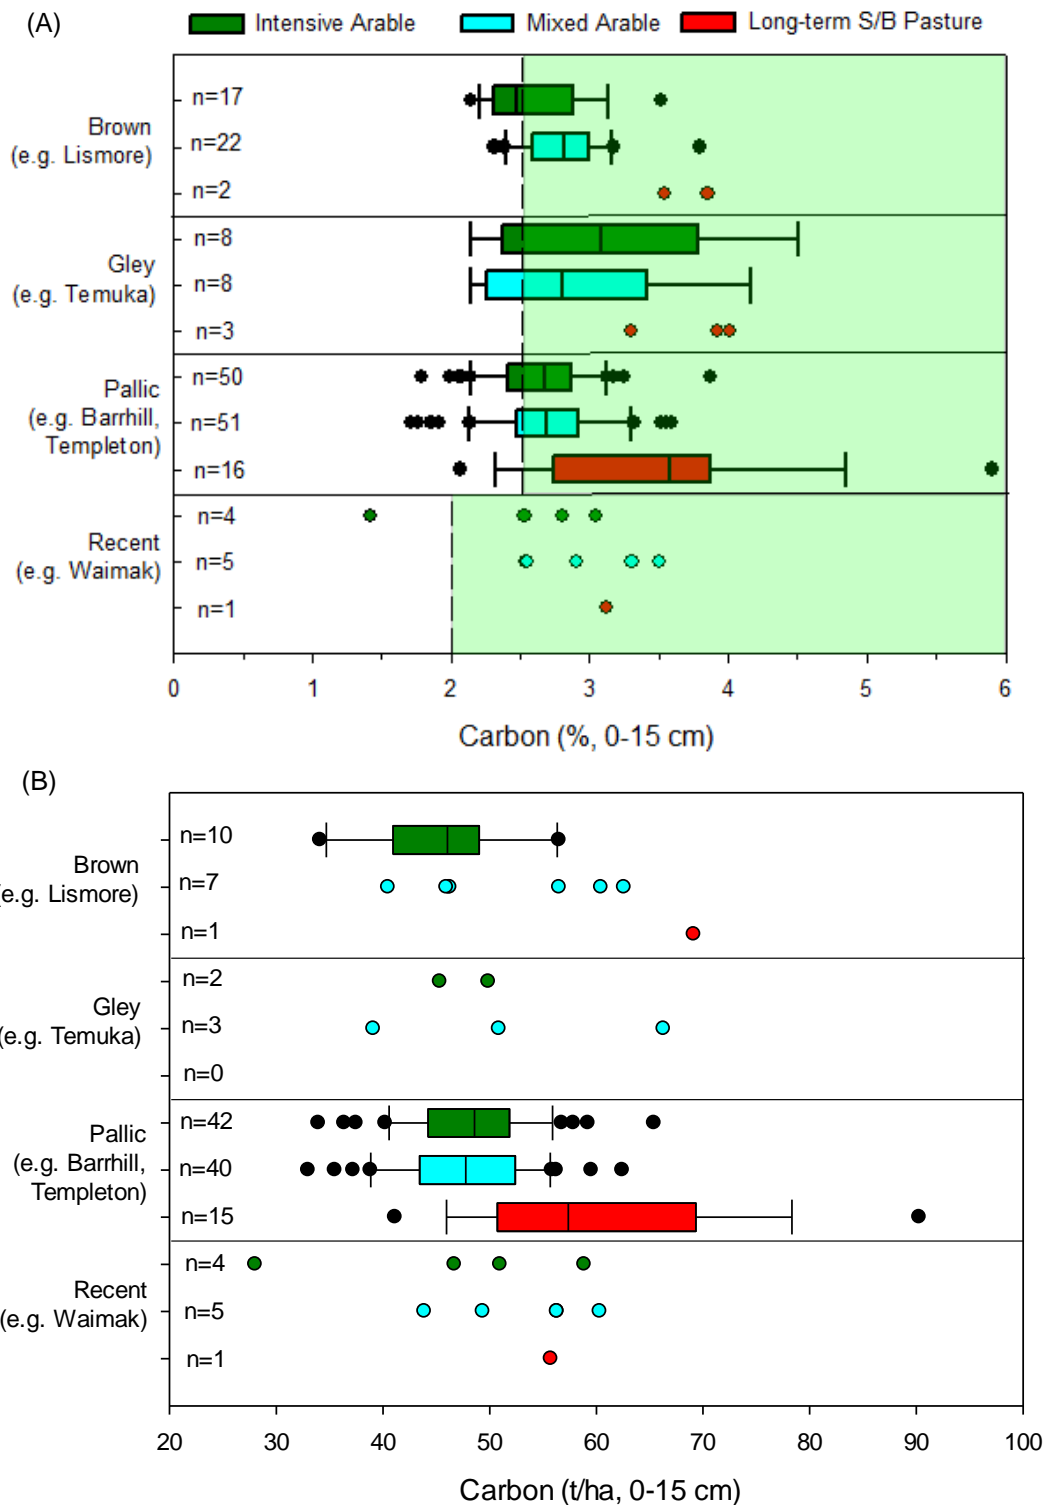 (A)
Intensive Arable Mixed Arable Long-term S/B Pasture
n=17
Brown
(e.g. Lismore)
n=22
n=2
n=8
Gley
(e.g. Temuka)
n=8
n=3
n=50
Pallic
(e.g. Barrhill,
Templeton)
n=51
n=16
n=4
Recent
(e.g. Waimak)
n=5
n=1
0 1 2 3 4 5 6
Carbon (%, 0-15 cm)
(B)
n=10
Brown
(e.g. Lismore)
n=7
n=1
n=2
Gley
(e.g. Temuka)
n=3
n=0
n=42
Pallic
(e.g. Barrhill,
Templeton)
n=40
n=15
n=4
Recent
(e.g. Waimak)
n=5
n=1
20 30 40 50 60 70 80 90 100
Carbon (t/ha, 0-15 cm)